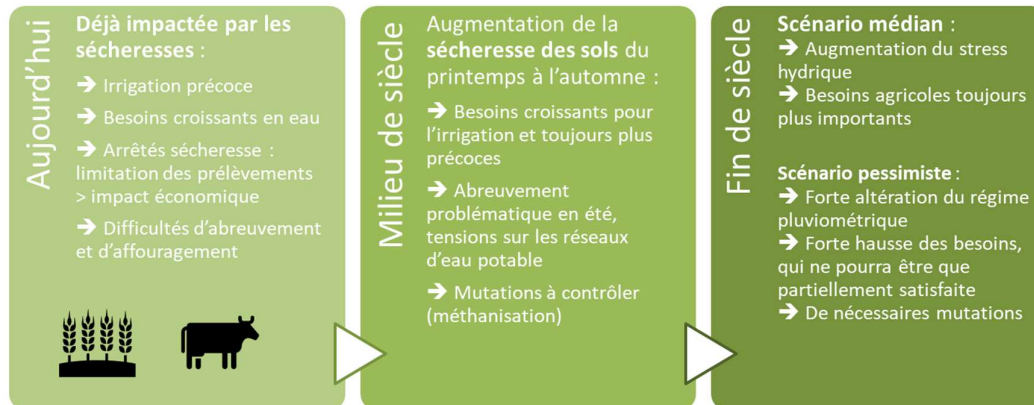 Aujourd'hui
Déjà impactée par les
sécheresses :
➔ Irrigation précoce
➔ Besoins croissants en eau
➔ Arrêtés sécheresse :
limitation des prélèvements
> impact économique
➔ Difficultés d'abreuvement
et d'affouragement
Milieu de siècle
Augmentation de la
sécheresse des sols du
printemps à l'automne :
➔ Besoins croissants pour
l'irrigation et toujours plus
précoces
➔ Abreuvement
problématique en été,
tensions sur les réseaux
d'eau potable
➔ Mutations à contrôler
(méthanisation)
Fin de siècle
Scénario médian :
➔ Augmentation du stress
hydrique
➔ Besoins agricoles toujours
plus importants
Scénario pessimiste :
➔ Forte altération du régime
pluviométrique
➔ Forte hausse des besoins,
qui ne pourra être que
partiellement satisfaite
➔ De nécessaires mutations